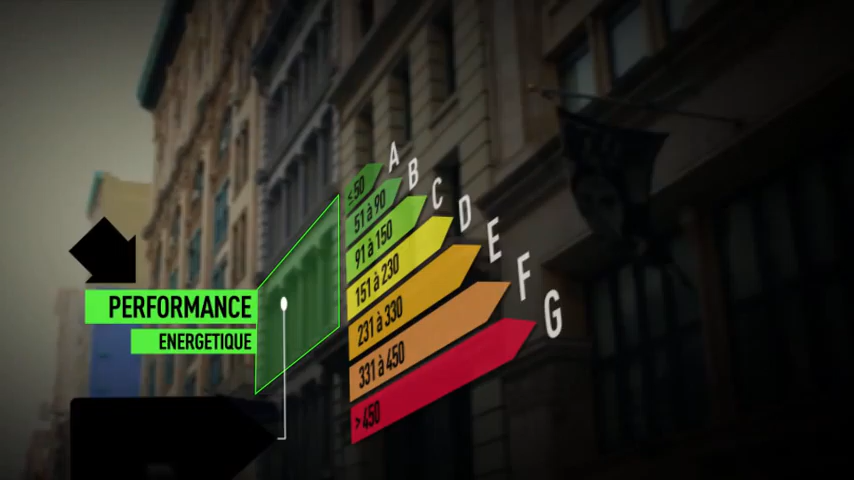 PERFORMANCE
ENERGETIQUE
≤50 A
51 à 90 B
91 à 150 C
151 à 230 D
231 à 330 E
331 à 450 F
> 450 G